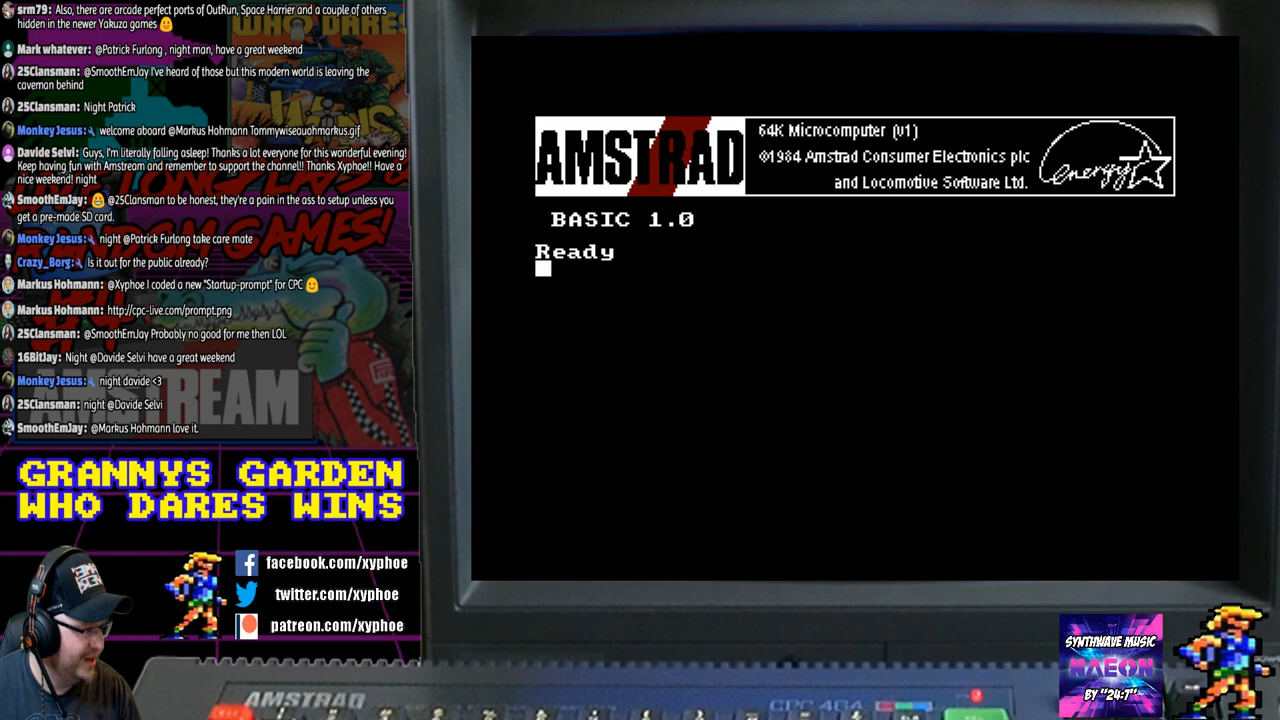 srm79: Also, there are arcade perfect ports of OutRun, Space Harrier and a couple of others
hidden in the newer Yakuza games
Mark whatever: @Patrick Furlong , night man, have a great weekend
25Clansman: @SmoothEmJay I've heard of those but this modern world is leaving the
caveman behind
25Clansman: Night Patrick
MonkeyJesus: welcome aboard @Markus Hohmann Tommywiseauohmarkus.gif
Davide Selvi: Guys, I'm literally falling asleep! Thanks a lot everyone for this wonderful evening!
Keep having fun with Amstream and remember to support the channel!! Thanks Xyphoe!! Have a
nice weekend! night
SmoothEmJay: @25Clansman to be honest, they're a pain in the ass to setup unless you
get a pre-made SD card.
MonkeyJesus: night @Patrick Furlong take care mate
Crazy_Borg: Is it out for the public already?
Markus Hohmann: @Xyphoe I coded a new "Startup-prompt" for CPC
Markus Hohmann: http://cpc-live.com/prompt.png
25Clansman: @SmoothEmJay Probably no good for me then LOL
16BitJay: Night @Davide Selvi have a great weekend
MonkeyJesus: night davide <3
25Clansman: night @Davide Selvi
SmoothEmJay: @Markus Hohmann love it.
WHO DARES
WINS
RANDOM GAMES!
AMSTREAM
GRANNYS GARDEN
WHO DARES WINS
facebook.com/xyphoe
twitter.com/xyphoe
patreon.com/xyphoe
AMSTRAD
64K Microcomputer (v1)
©1984 Amstrad Consumer Electronics plc
and Locomotive Software Ltd.
energy
BASIC 1.0
Ready
AMSTRAD
CPC 464
SYNTHWAVE MUSIC
NAEON
BY "24:7"